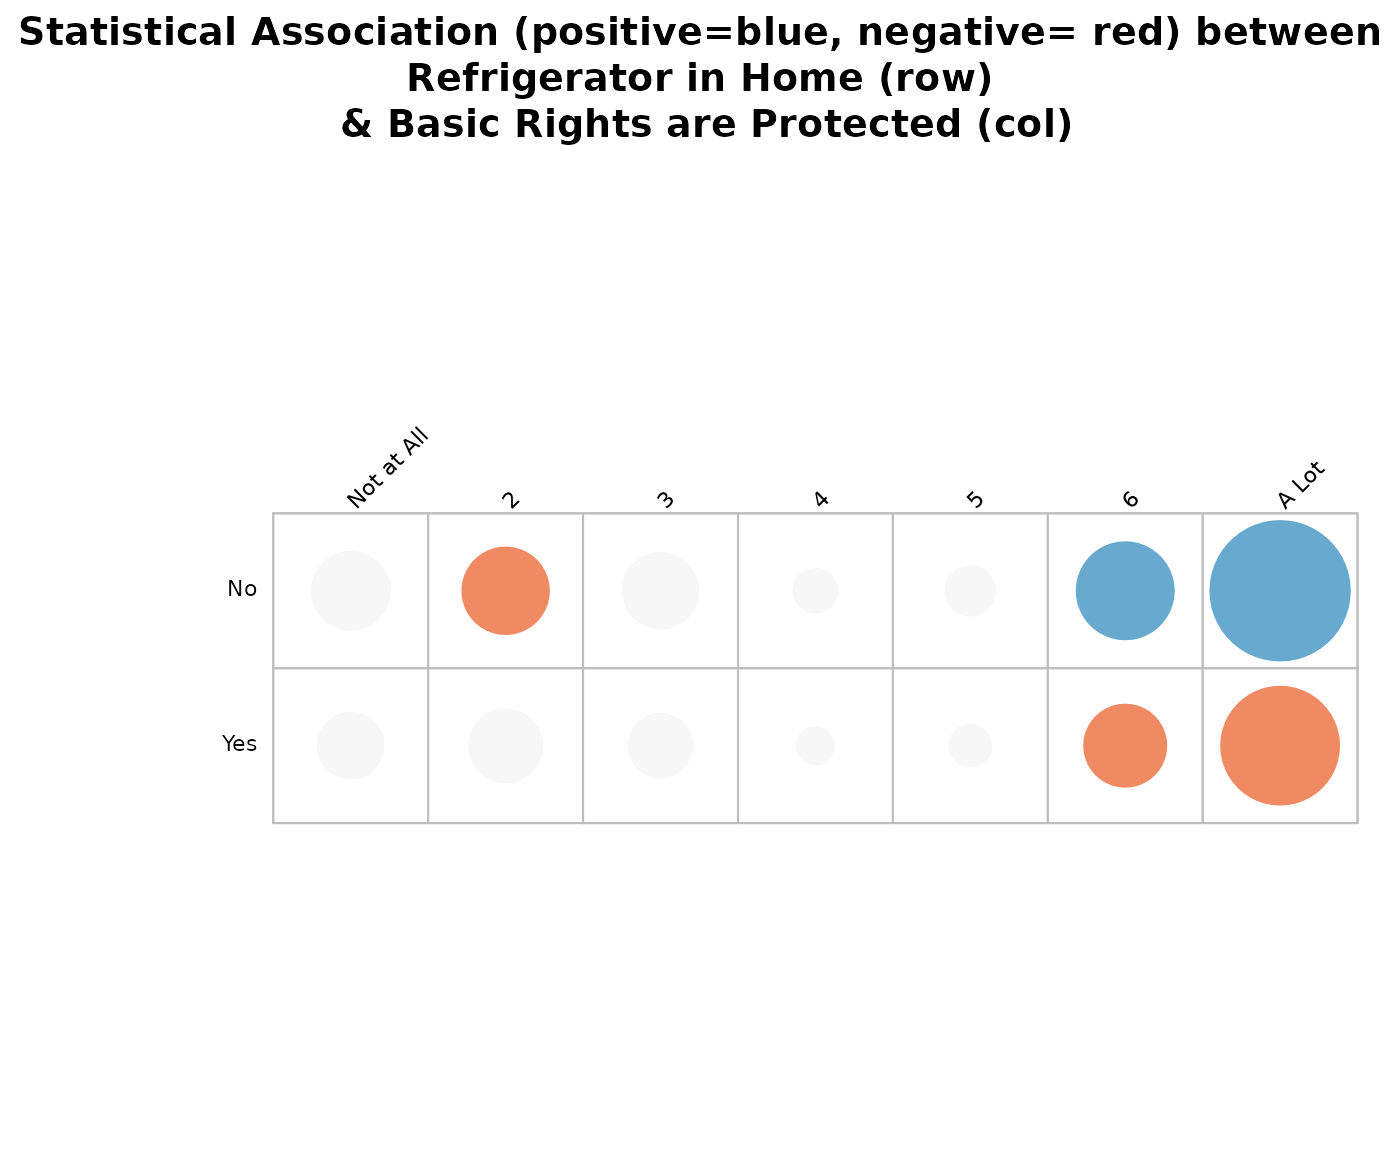 Statistical Association (positive=blue, negative= red) between
Refrigerator in Home (row)
& Basic Rights are Protected (col)
Not at All
2
3
4
5
6
A Lot
No
Yes